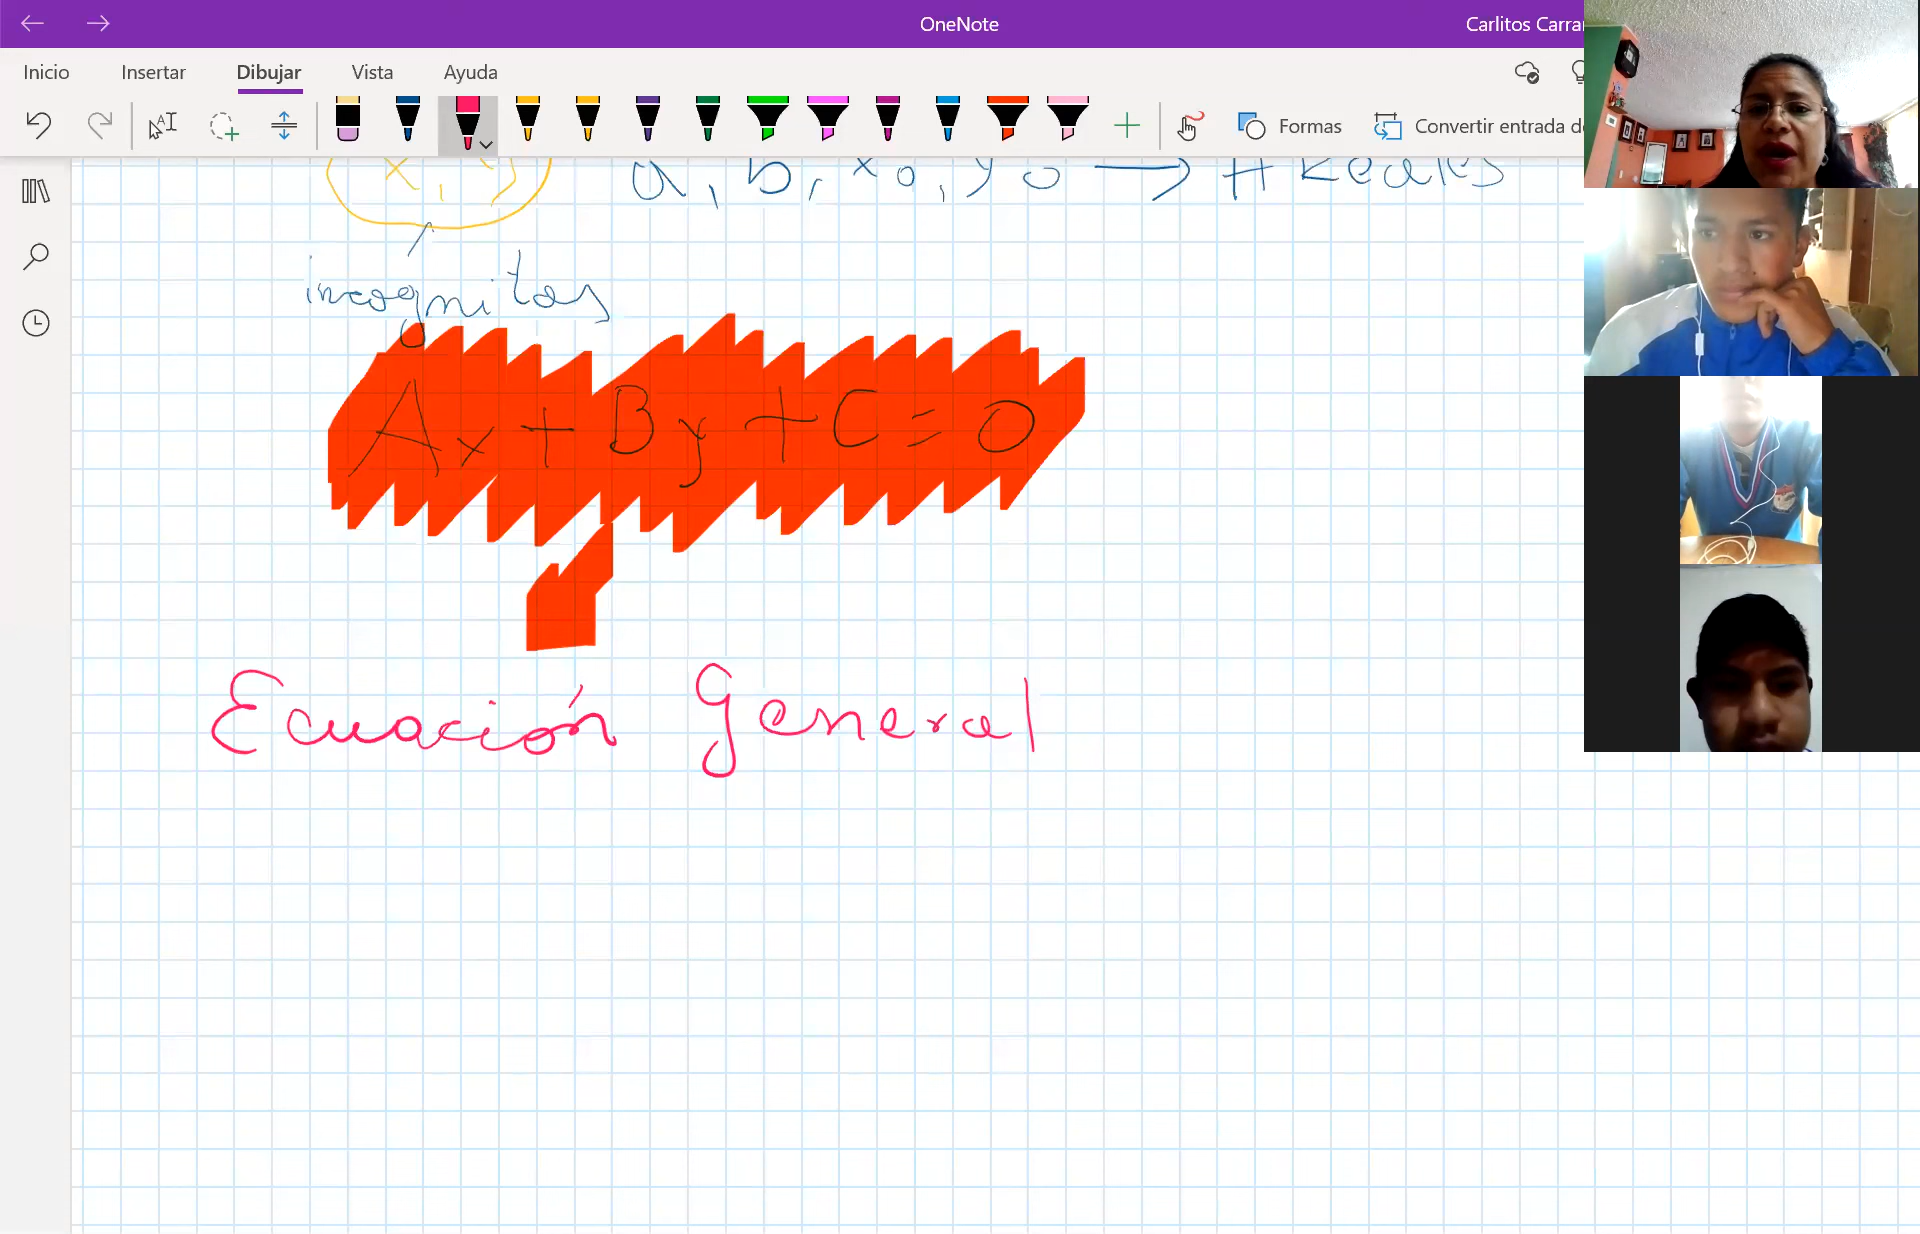 OneNote
Carlitos Carra
Inicio Insertar Dibujar Vista Ayuda
Formas Convertir entrada d
x, y a, b, x0, y0 → # Reales
incógnitas
Ax + By + C = 0
Ecuación General